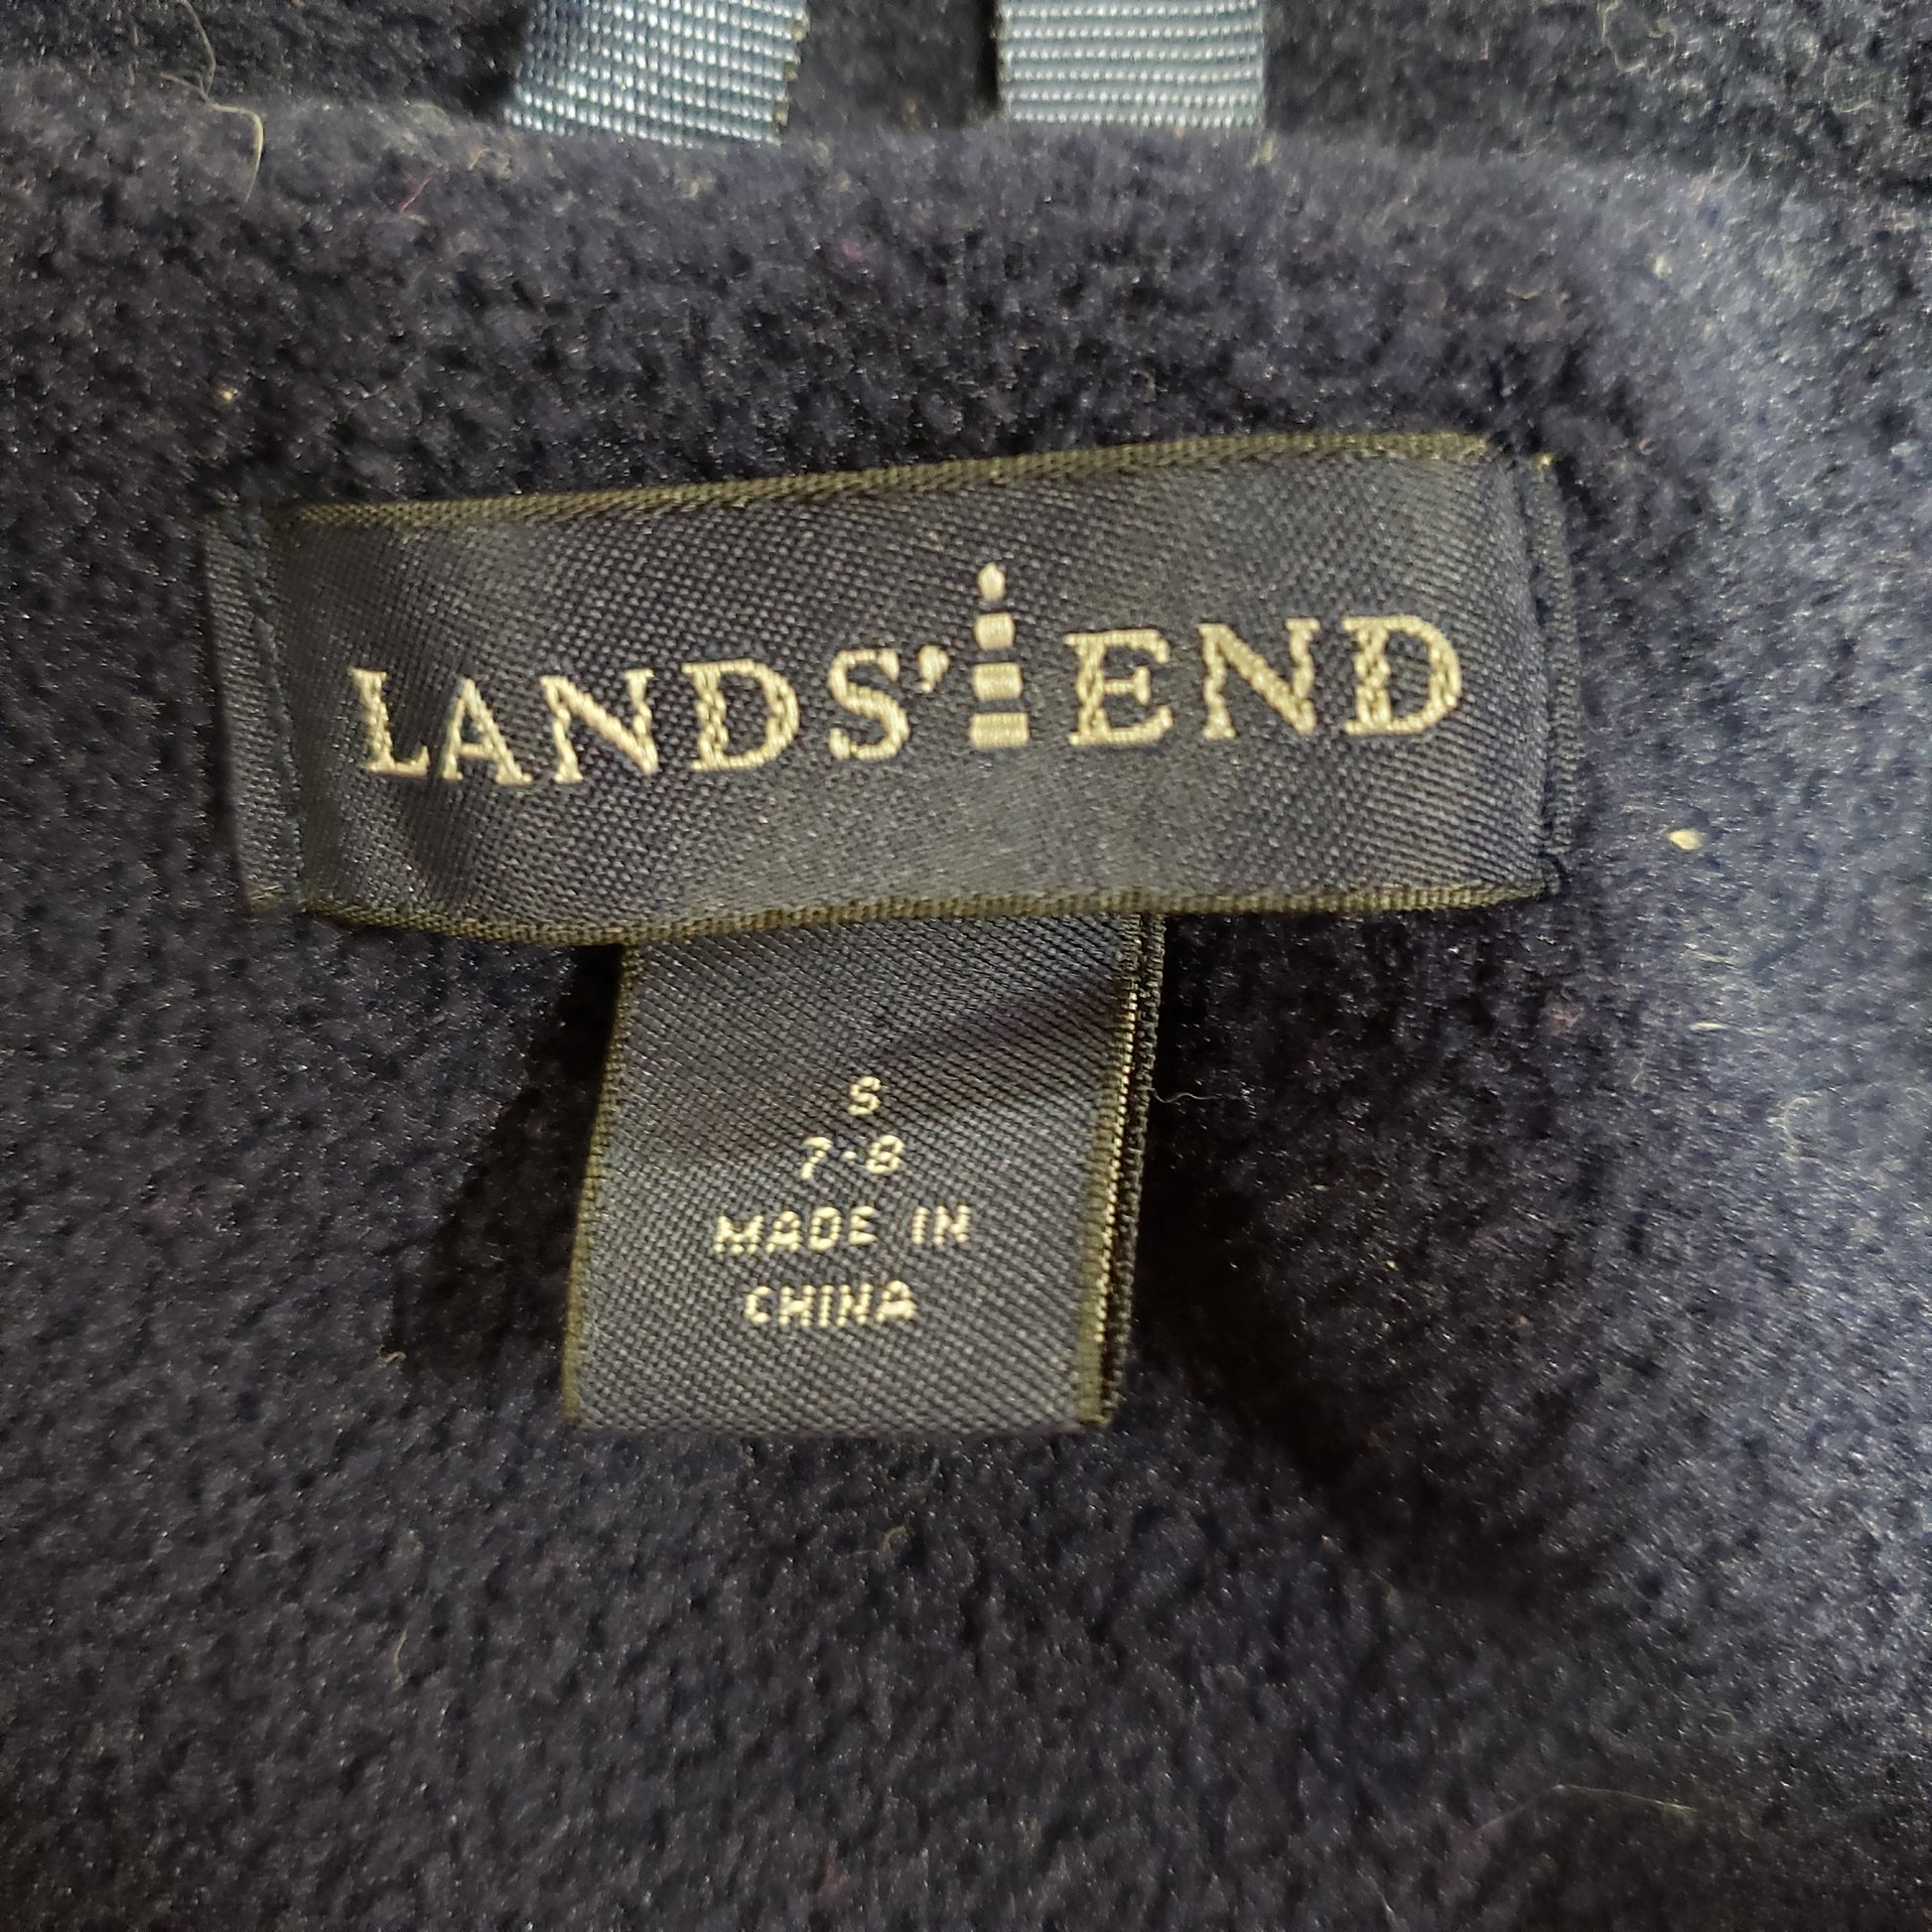 LANDS' END
S
7-8
MADE IN
CHINA